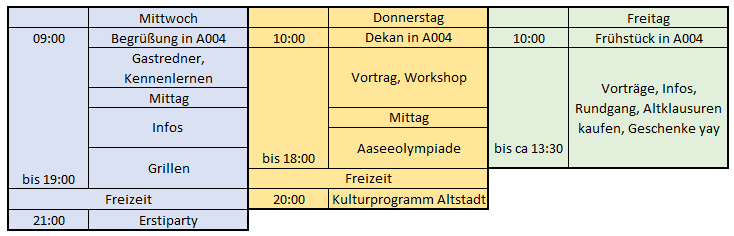 Mittwoch
09:00 Begrüßung in A004
Gastredner,
Kennenlernen
Mittag
Infos
Grillen
bis 19:00
Freizeit
21:00 Erstiparty
Donnerstag
10:00 Dekan in A004
Vortrag, Workshop
Mittag
Aaseeolympiade
bis 18:00
Freizeit
20:00 Kulturprogramm Altstadt
Freitag
10:00 Frühstück in A004
Vorträge, Infos,
Rundgang, Altklausuren
kaufen, Geschenke yay
bis ca 13:30